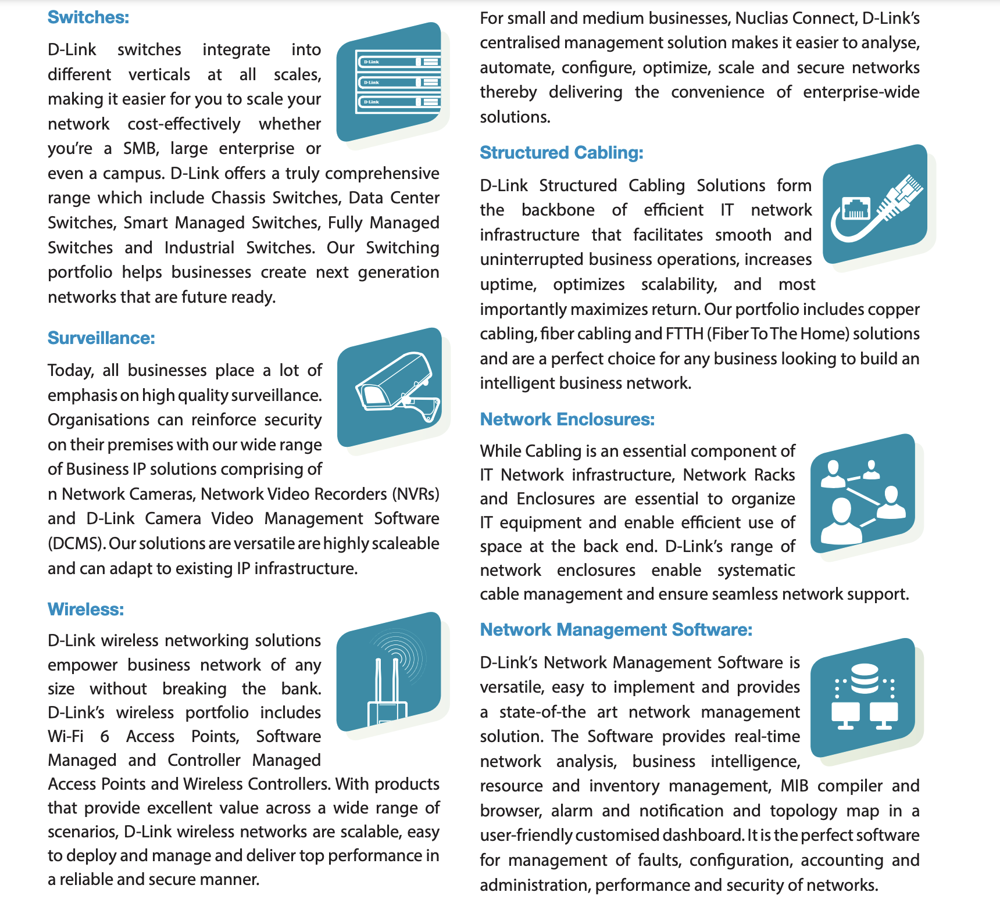 Switches:
D-Link switches integrate into
different verticals at all scales,
making it easier for you to scale your
network cost-effectively whether
you’re a SMB, large enterprise or
even a campus. D-Link offers a truly comprehensive
range which include Chassis Switches, Data Center
Switches, Smart Managed Switches, Fully Managed
Switches and Industrial Switches. Our Switching
portfolio helps businesses create next generation
networks that are future ready.
D-Link
D-Link
D-Link
Surveillance:
Today, all businesses place a lot of
emphasis on high quality surveillance.
Organisations can reinforce security
on their premises with our wide range
of Business IP solutions comprising of
n Network Cameras, Network Video Recorders (NVRs)
and D-Link Camera Video Management Software
(DCMS). Our solutions are versatile are highly scaleable
and can adapt to existing IP infrastructure.
Wireless:
D-Link wireless networking solutions
empower business network of any
size without breaking the bank.
D-Link’s wireless portfolio includes
Wi-Fi 6 Access Points, Software
Managed and Controller Managed
Access Points and Wireless Controllers. With products
that provide excellent value across a wide range of
scenarios, D-Link wireless networks are scalable, easy
to deploy and manage and deliver top performance in
a reliable and secure manner.
For small and medium businesses, Nuclias Connect, D-Link’s
centralised management solution makes it easier to analyse,
automate, configure, optimize, scale and secure networks
thereby delivering the convenience of enterprise-wide
solutions.
Structured Cabling:
D-Link Structured Cabling Solutions form
the backbone of efficient IT network
infrastructure that facilitates smooth and
uninterrupted business operations, increases
uptime, optimizes scalability, and most
importantly maximizes return. Our portfolio includes copper
cabling, fiber cabling and FTTH (Fiber To The Home) solutions
and are a perfect choice for any business looking to build an
intelligent business network.
Network Enclosures:
While Cabling is an essential component of
IT Network infrastructure, Network Racks
and Enclosures are essential to organize
IT equipment and enable efficient use of
space at the back end. D-Link’s range of
network enclosures enable systematic
cable management and ensure seamless network support.
Network Management Software:
D-Link’s Network Management Software is
versatile, easy to implement and provides
a state-of-the art network management
solution. The Software provides real-time
network analysis, business intelligence,
resource and inventory management, MIB compiler and
browser, alarm and notification and topology map in a
user-friendly customised dashboard. It is the perfect software
for management of faults, configuration, accounting and
administration, performance and security of networks.